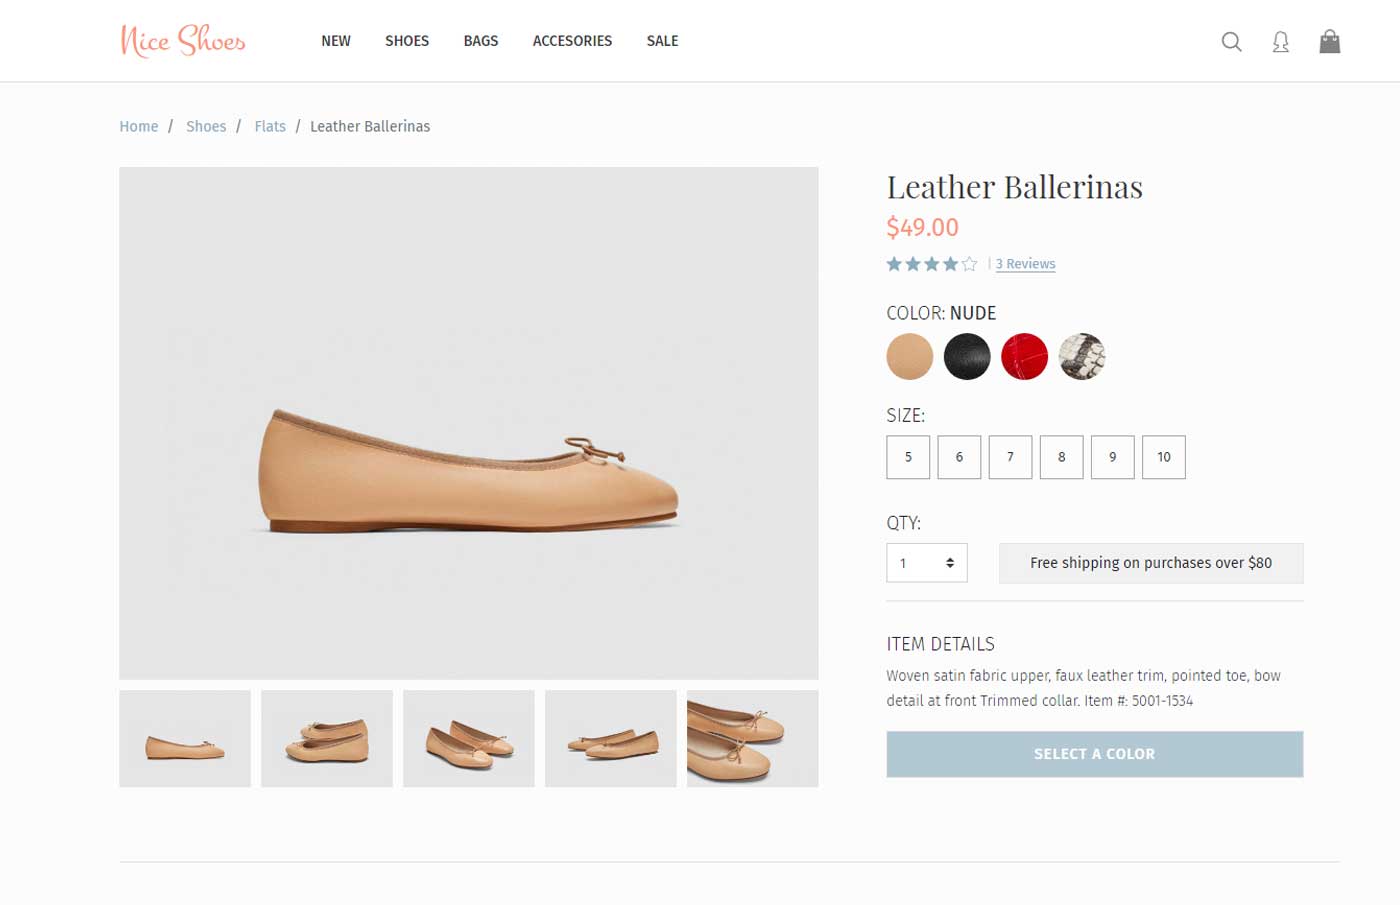 Nice Shoes
NEW SHOES BAGS ACCESORIES SALE
Home / Shoes / Flats / Leather Ballerinas
Leather Ballerinas
$49.00
| 3 Reviews
COLOR: NUDE
SIZE:
5 6 7 8 9 10
QTY:
1
Free shipping on purchases over $80
ITEM DETAILS
Woven satin fabric upper, faux leather trim, pointed toe, bow
detail at front Trimmed collar. Item #: 5001-1534
SELECT A COLOR